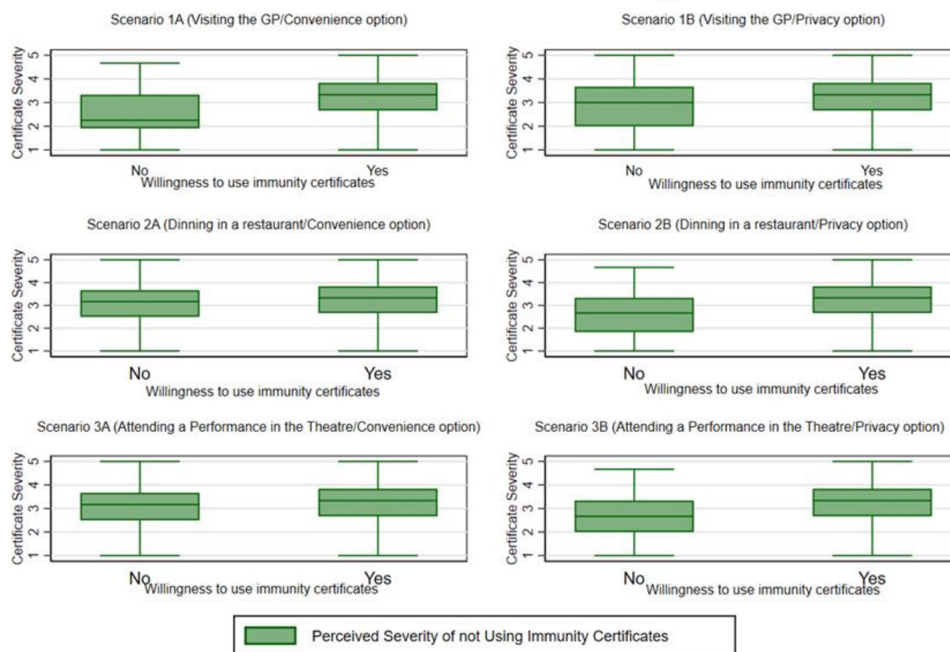 Scenario 1A (Visiting the GP/Convenience option)
Certificate Severity
5
4
3
2
1
No
Yes
Willingness to use immunity certificates
Scenario 1B (Visiting the GP/Privacy option)
Certificate Severity
5
4
3
2
1
No
Yes
Willingness to use immunity certificates
Scenario 2A (Dinning in a restaurant/Convenience option)
Certificate Severity
5
4
3
2
1
No
Yes
Willingness to use immunity certificates
Scenario 2B (Dinning in a restaurant/Privacy option)
Certificate Severity
5
4
3
2
1
No
Yes
Willingness to use immunity certificates
Scenario 3A (Attending a Performance in the Theatre/Convenience option)
Certificate Severity
5
4
3
2
1
No
Yes
Willingness to use immunity certificates
Scenario 3B (Attending a Performance in the Theatre/Privacy option)
Certificate Severity
5
4
3
2
1
No
Yes
Willingness to use immunity certificates
Perceived Severity of not Using Immunity Certificates